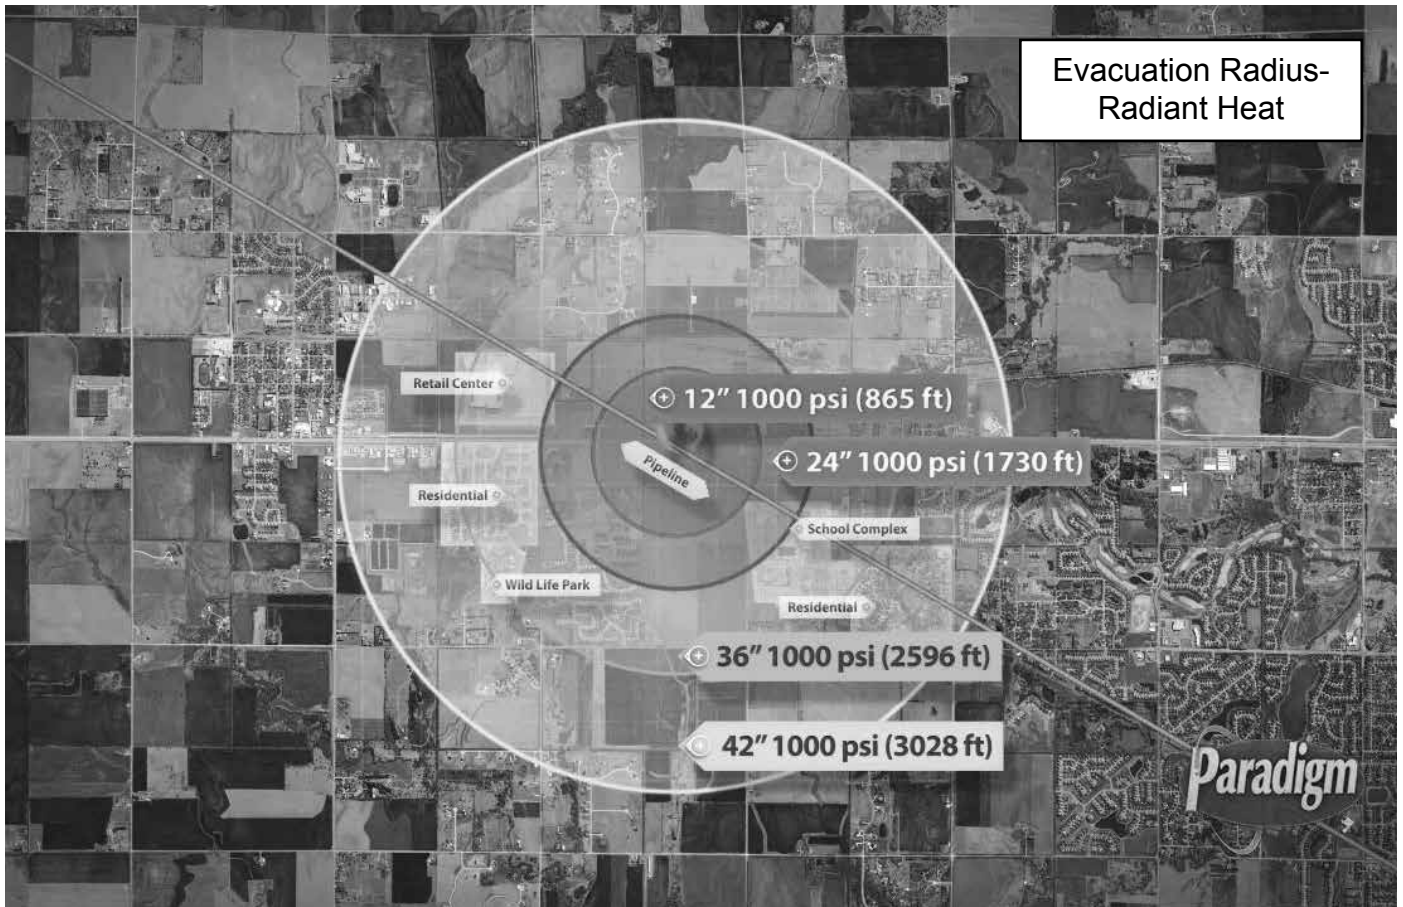 Evacuation Radius-
Radiant Heat
Retail Center
12” 1000 psi (865 ft)
24” 1000 psi (1730 ft)
Pipeline
Residential
School Complex
Wild Life Park
Residential
36” 1000 psi (2596 ft)
42” 1000 psi (3028 ft)
Paradigm